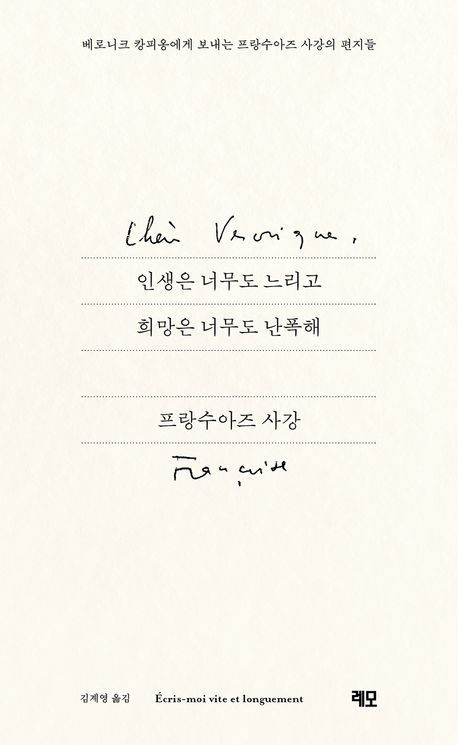 베로니크 캉피옹에게 보내는 프랑수아즈 사강의 편지들
Chère Véronique,
인생은 너무도 느리고
희망은 너무도 난폭해
프랑수아즈 사강
Françoise
김계영 옮김 Écris-moi vite et longuement 레모